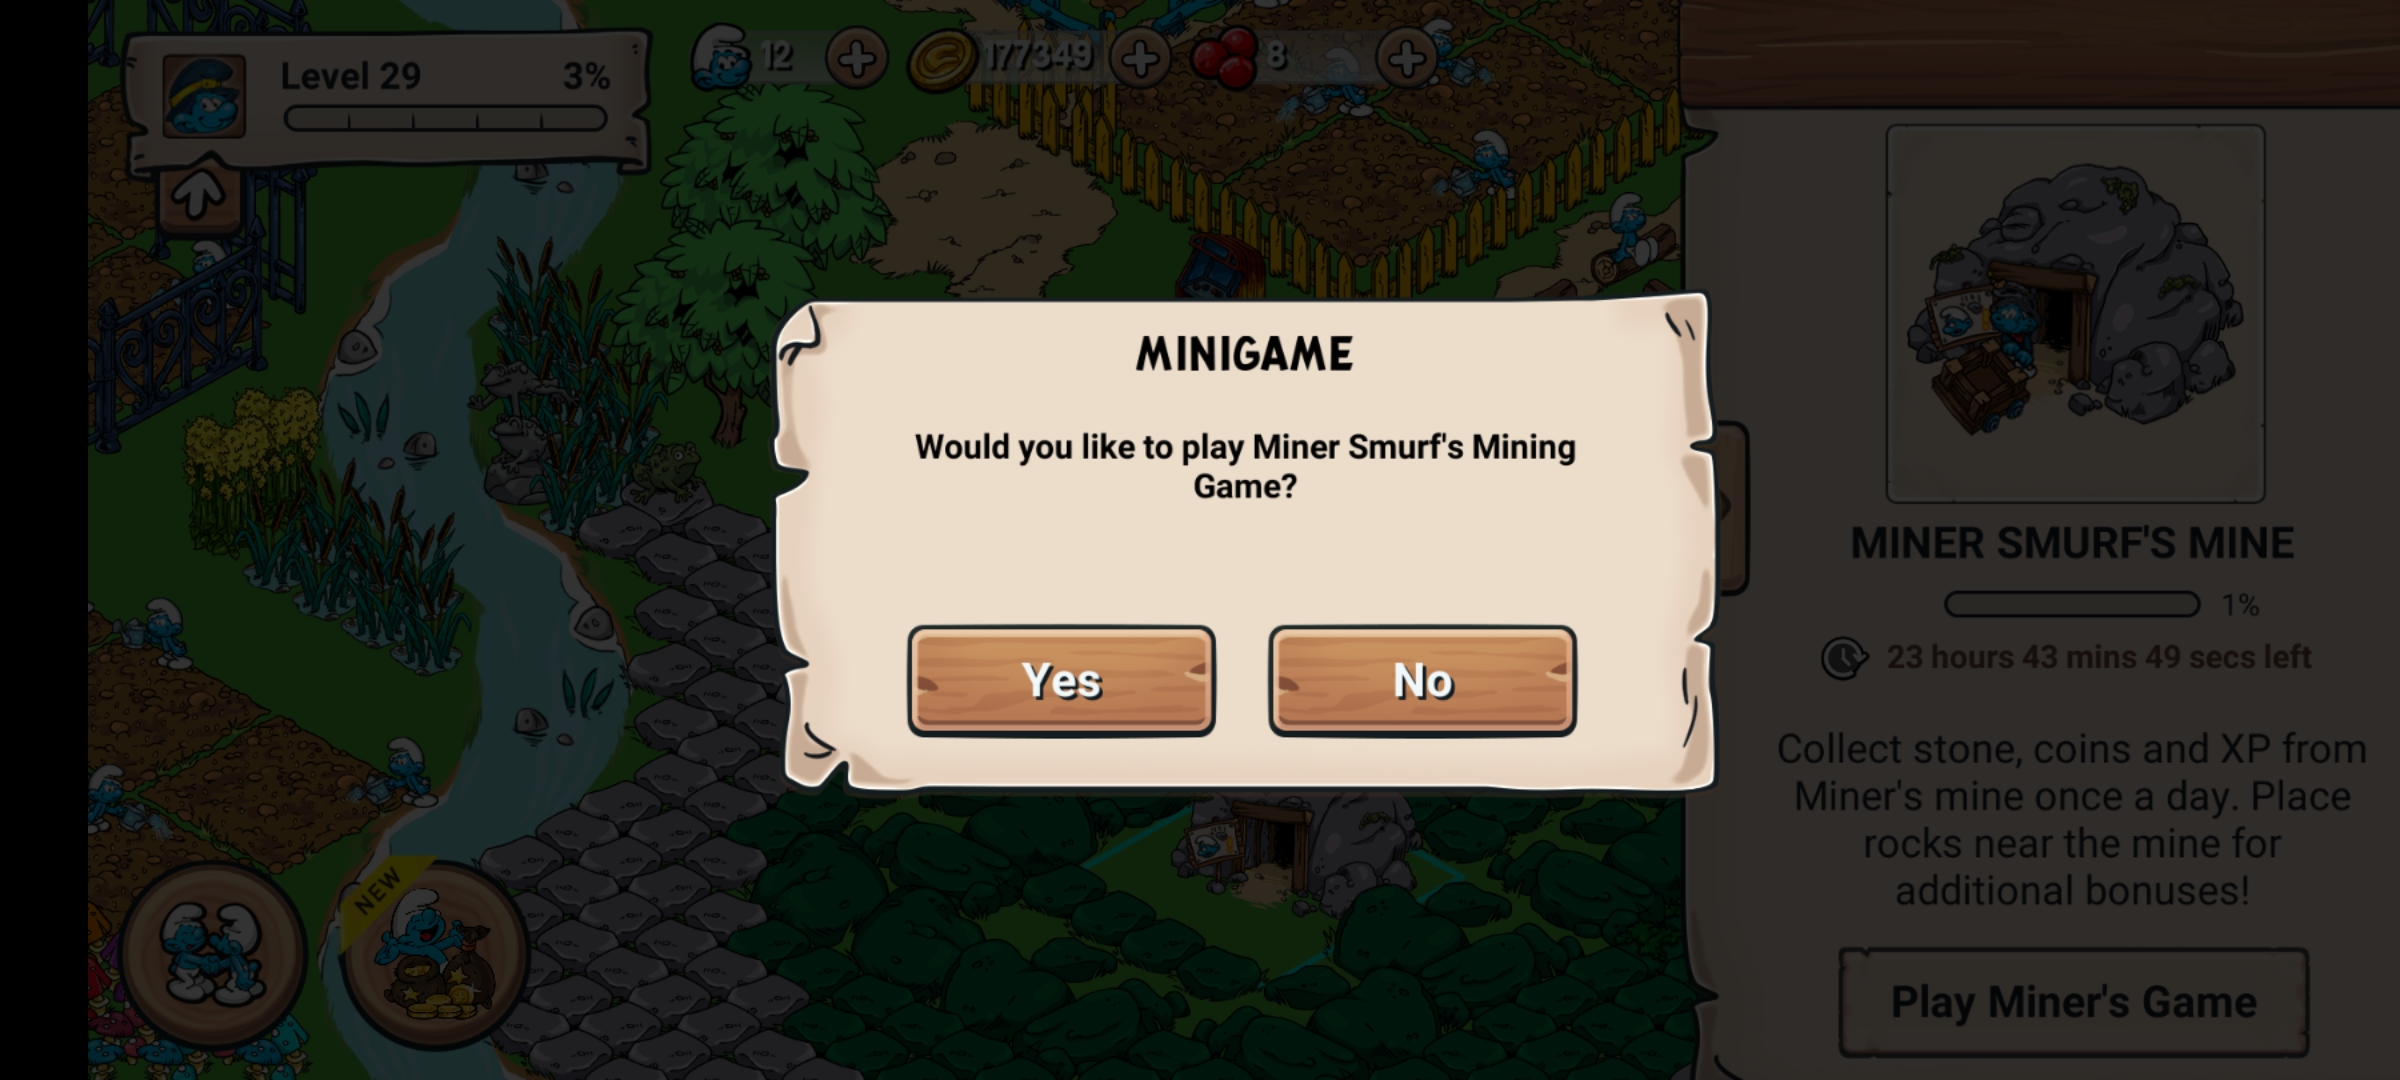 Level 29
3%
12
177349
8
MINIGAME
Would you like to play Miner Smurf's Mining
Game?
Yes
No
NEW
MINER SMURF'S MINE
1%
23 hours 43 mins 49 secs left
Collect stone, coins and XP from
Miner's mine once a day. Place
rocks near the mine for
additional bonuses!
Play Miner's Game